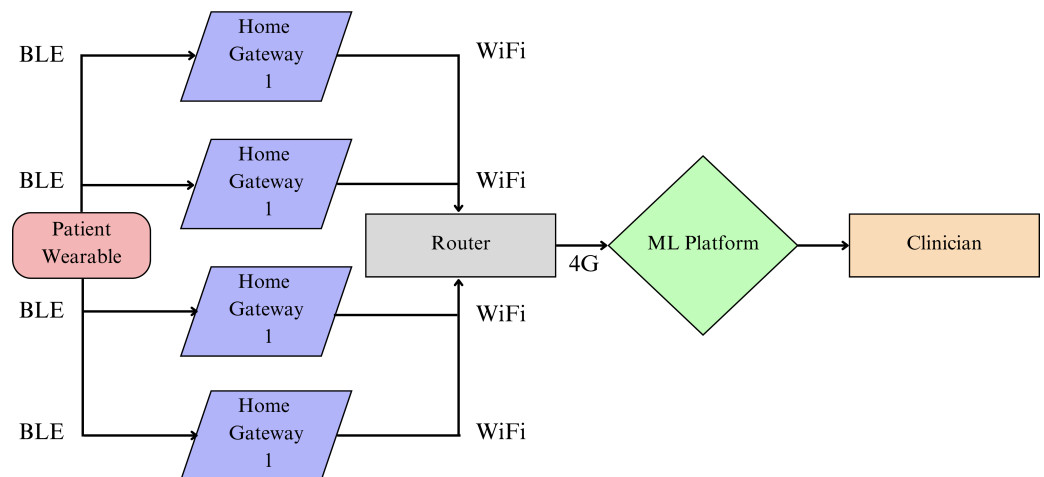 BLE
Home
Gateway
1
WiFi
BLE
Home
Gateway
1
WiFi
Patient
Wearable
Router
4G
ML Platform
Clinician
BLE
Home
Gateway
1
WiFi
BLE
Home
Gateway
1
WiFi